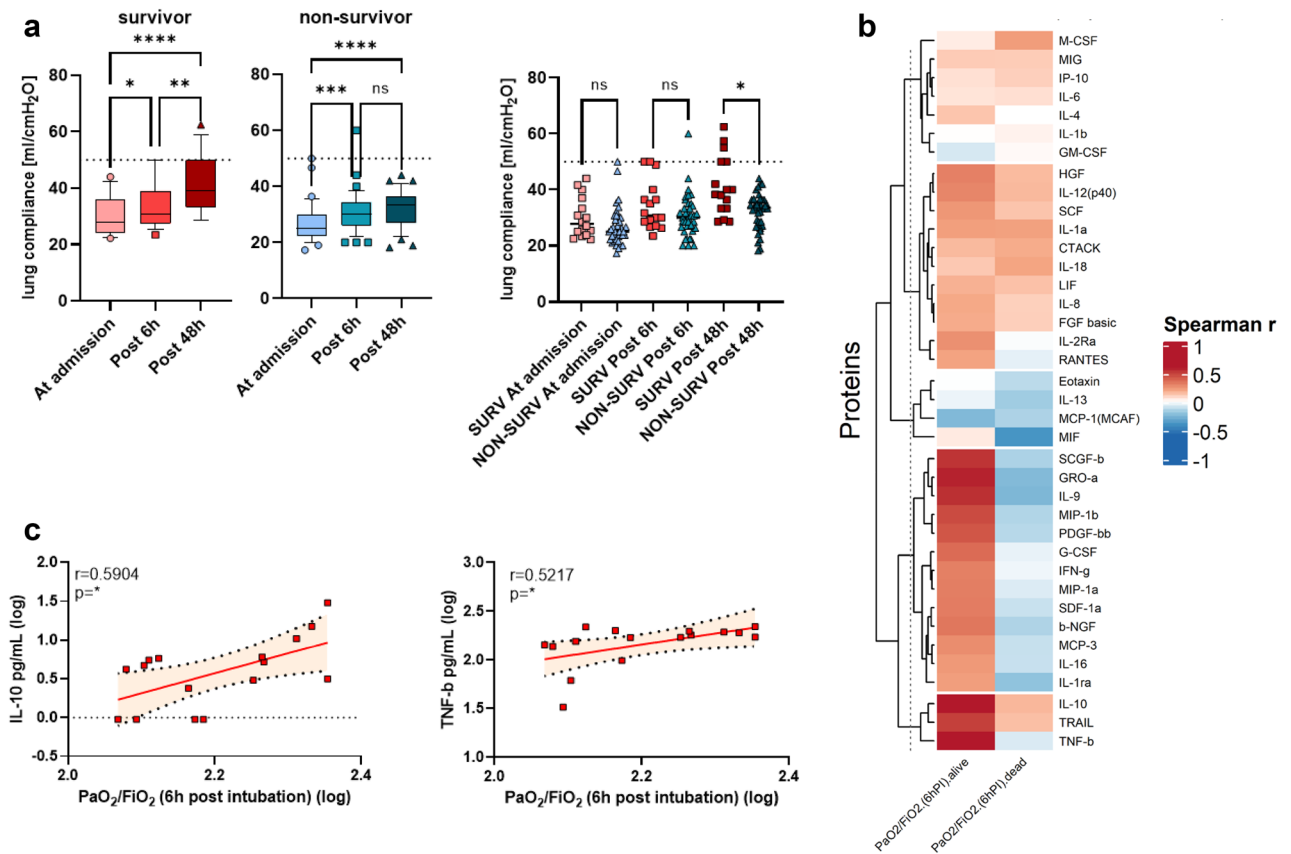 a
survivor
****
*
**
lung compliance [ml/cmH2O]
80
60
40
20
0
At admission
Post 6h
Post 48h
non-survivor
****
***
ns
80
60
40
20
0
At admission
Post 6h
Post 48h
ns
ns
*
lung compliance [ml/cmH2O]
80
60
40
20
0
SURV At admission
NON-SURV At admission
SURV Post 6h
NON-SURV Post 6h
SURV Post 48h
NON-SURV Post 48h
b
Proteins
M-CSF
MIG
IP-10
IL-6
IL-4
IL-1b
GM-CSF
HGF
IL-12(p40)
SCF
IL-1a
CTACK
IL-18
LIF
IL-8
FGF basic
IL-2Ra
RANTES
Eotaxin
IL-13
MCP-1(MCAF)
MIF
SCGF-b
GRO-a
IL-9
MIP-1b
PDGF-bb
G-CSF
IFN-g
MIP-1a
SDF-1a
b-NGF
MCP-3
IL-16
IL-1ra
IL-10
TRAIL
TNF-b
PaO2/FiO2.(6hPI).alive
PaO2/FiO2.(6hPI).dead
Spearman r
1
0.5
0
-0.5
-1
c
r=0.5904
p=*
IL-10 pg/mL (log)
2.0
1.5
1.0
0.5
0.0
-0.5
2.0
2.2
2.4
PaO2/FiO2 (6h post intubation) (log)
r=0.5217
p=*
TNF-b pg/mL (log)
3.0
2.5
2.0
1.5
1.0
2.0
2.2
2.4
PaO2/FiO2 (6h post intubation) (log)